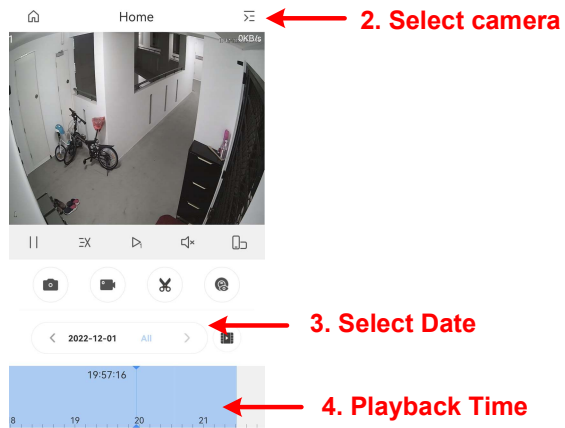 Home
2. Select camera
0KB/s
2022-12-01 All
3. Select Date
19:57:16
4. Playback Time
8 19 20 21